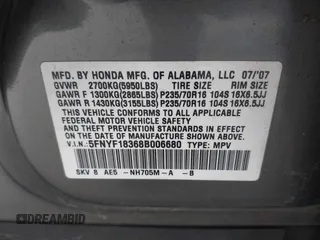 MFD. BY HONDA MFG. OF ALABAMA, LLC 07/'07
GVWR 2700KG(5950LBS) TIRE SIZE RIM SIZE
GAWR F 1300KG(2865LBS) P235/70R16 104S 16X6.5JJ
GAWR R 1430KG(3155LBS) P235/70R16 104S 16X6.5JJ
THIS VEHICLE CONFORMS TO ALL APPLICABLE
FEDERAL MOTOR VEHICLE SAFETY STANDARDS IN
EFFECT ON THE DATE OF MANUFACTURE SHOWN ABOVE.
V.I.N.: 5FNYF18368B006680 TYPE: MPV
SKV 8 AE5 -NH705M-A -B
DREAMBID